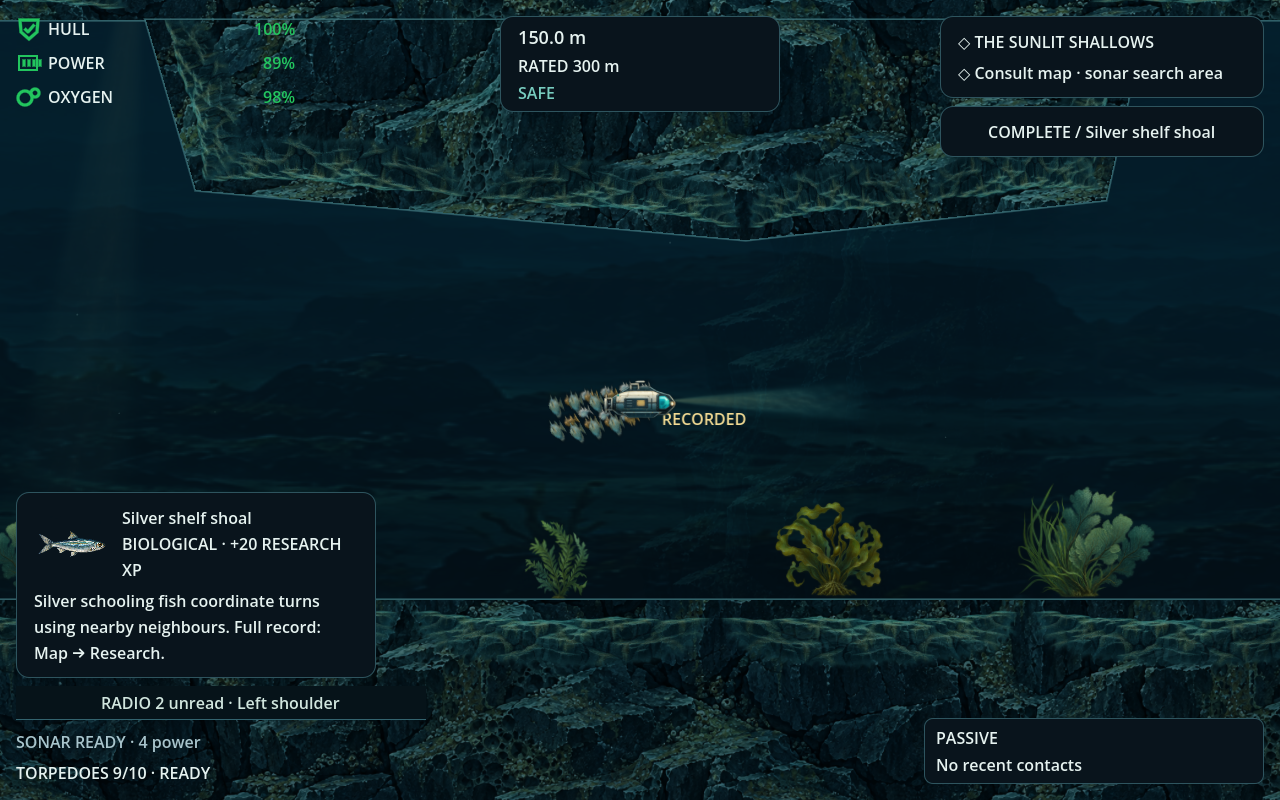 HULL 100%
POWER 89%
OXYGEN 98%
150.0 m
RATED 300 m
SAFE
◇ THE SUNLIT SHALLOWS
◇ Consult map · sonar search area
COMPLETE / Silver shelf shoal
RECORDED
Silver shelf shoal
BIOLOGICAL · +20 RESEARCH
XP
Silver schooling fish coordinate turns
using nearby neighbours. Full record:
Map → Research.
RADIO 2 unread · Left shoulder
SONAR READY · 4 power
TORPEDOES 9/10 · READY
PASSIVE
No recent contacts